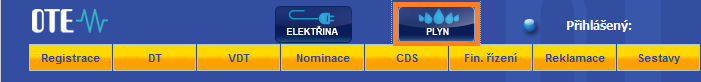 OTE
ELEKTŘINA
PLYN
Přihlášený:
Registrace DT VDT Nominace CDS Fin. řízení Reklamace Sestavy